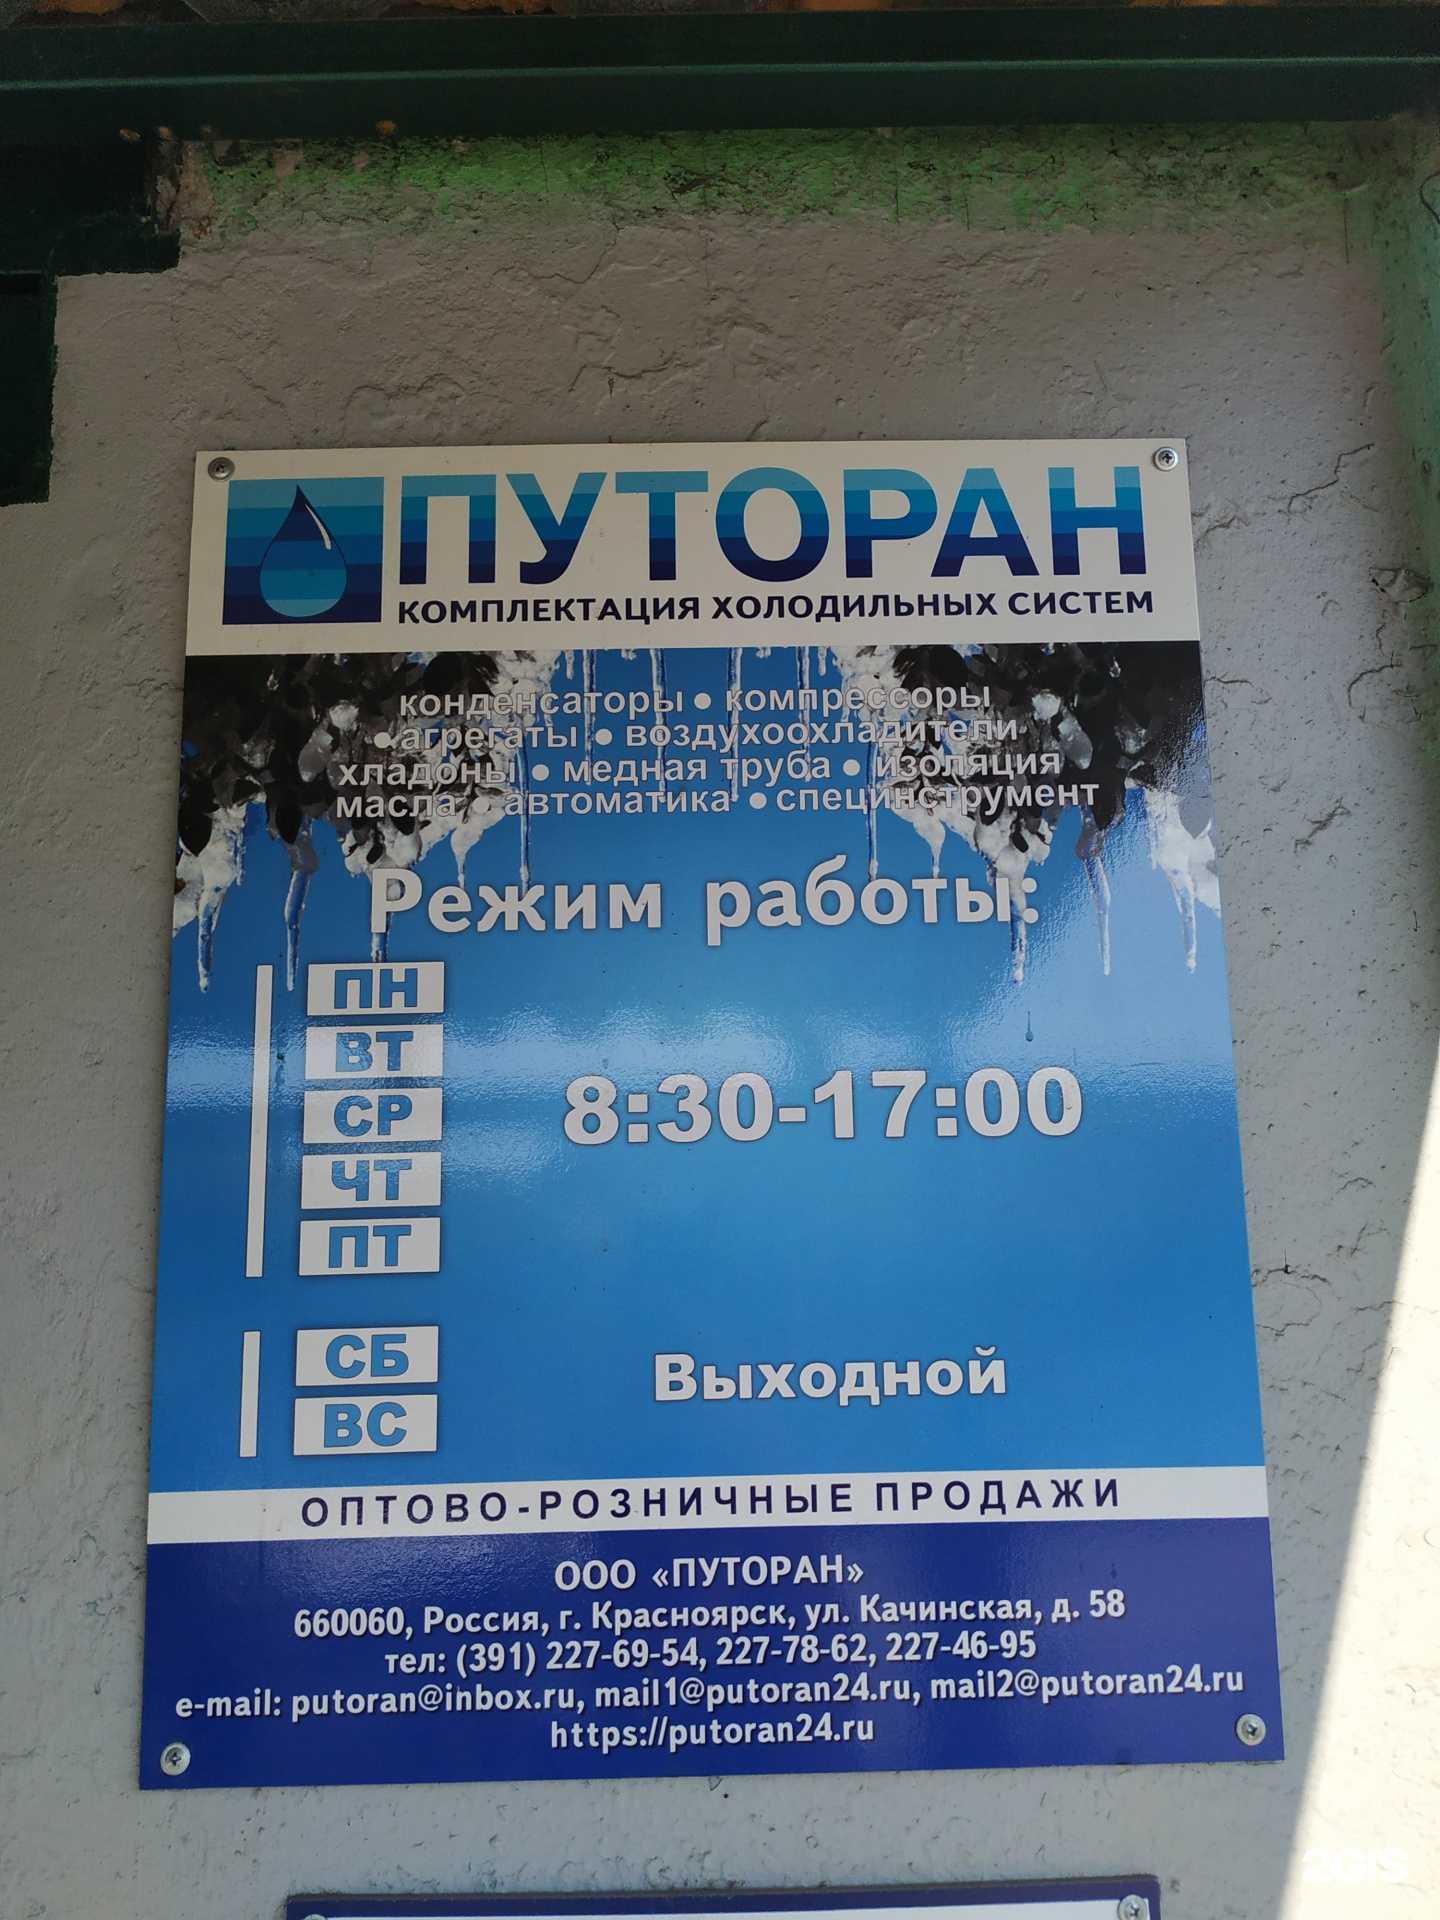 ПУТОРАН
КОМПЛЕКТАЦИЯ ХОЛОДИЛЬНЫХ СИСТЕМ
конденсаторы • компрессоры
• агрегаты • воздухоохладители
хладоны • медная труба • изоляция
масла • автоматика • специнструмент
Режим работы:
ПН
ВТ
СР
8:30-17:00
ЧТ
ПТ
СБ
Выходной
ВС
ОПТОВО-РОЗНИЧНЫЕ ПРОДАЖИ
ООО «ПУТОРАН»
660060, Россия, г. Красноярск, ул. Качинская, д. 58
тел: (391) 227-69-54, 227-78-62, 227-46-95
e-mail: putoran@inbox.ru, mail1@putoran24.ru, mail2@putoran24.ru
https://putoran24.ru
2GIS